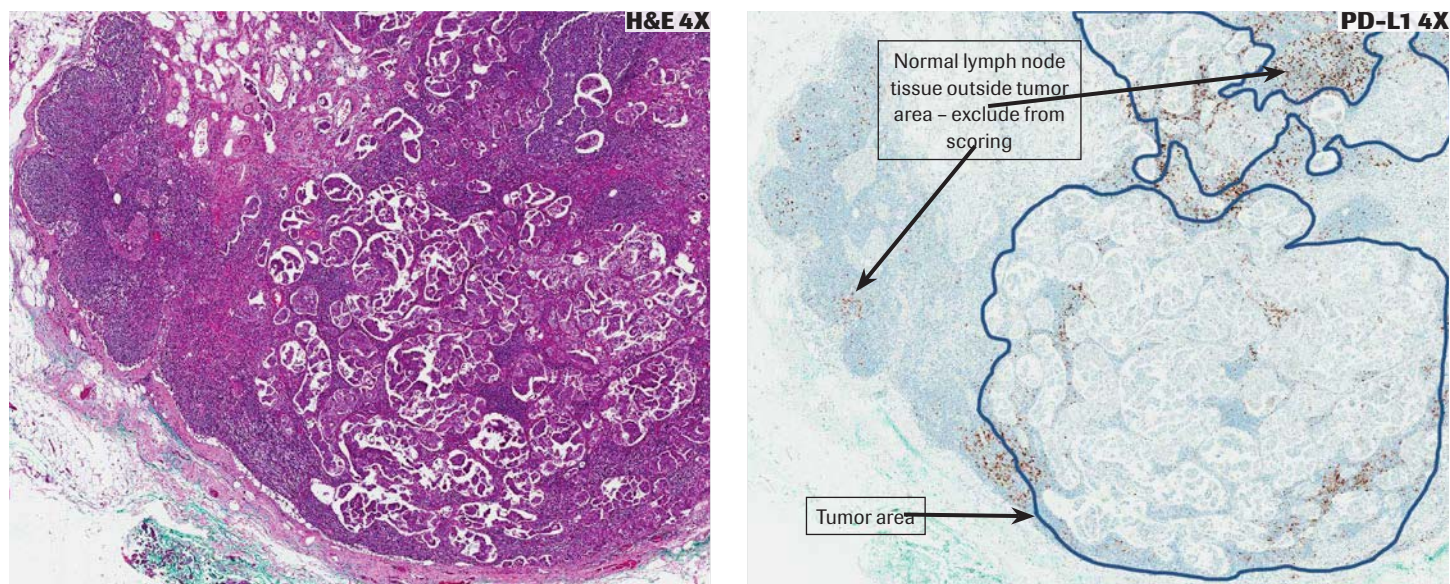 H&E 4X
PD-L1 4X
Normal lymph node
tissue outside tumor
area – exclude from
scoring
Tumor area